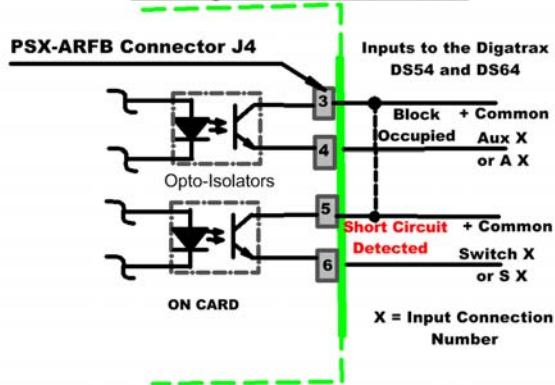 PSX-ARFB Connector J4
Inputs to the Digatrax
DS54 and DS64
3
Block
Occupied
+ Common
4
Aux X
or A X
Opto-Isolators
5
Short Circuit
Detected
+ Common
6
Switch X
or S X
ON CARD
X = Input Connection
Number